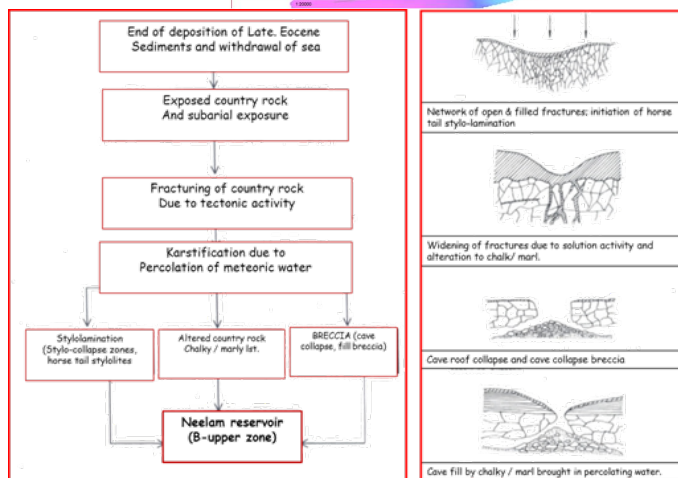 1:20000
End of deposition of Late. Eocene
Sediments and withdrawal of sea
Exposed country rock
And subarial exposure
Fracturing of country rock
Due to tectonic activity
Karstification due to
Percolation of meteoric water
Stylolamination
(Stylo-collapse zones,
horse tail stylolites
Altered country rock
Chalky / marly list.
BRECCIA (cave
collapse, fill breccia)
Neelam reservoir
(B-upper zone)
Network of open & filled fractures; initiation of horse
tail stylo-lamination
Widening of fractures due to solution activity and
alteration to chalk/ marl.
Cave roof collapse and cave collapse breccia
Cave fill by chalky / marl brought in percolating water.